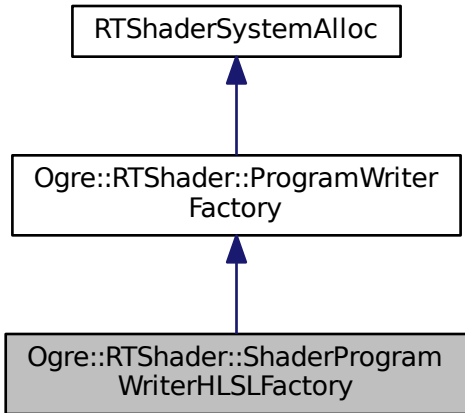 RTShaderSystemAlloc
Ogre::RTShader::ProgramWriter
Factory
Ogre::RTShader::ShaderProgram
WriterHLSLFactory